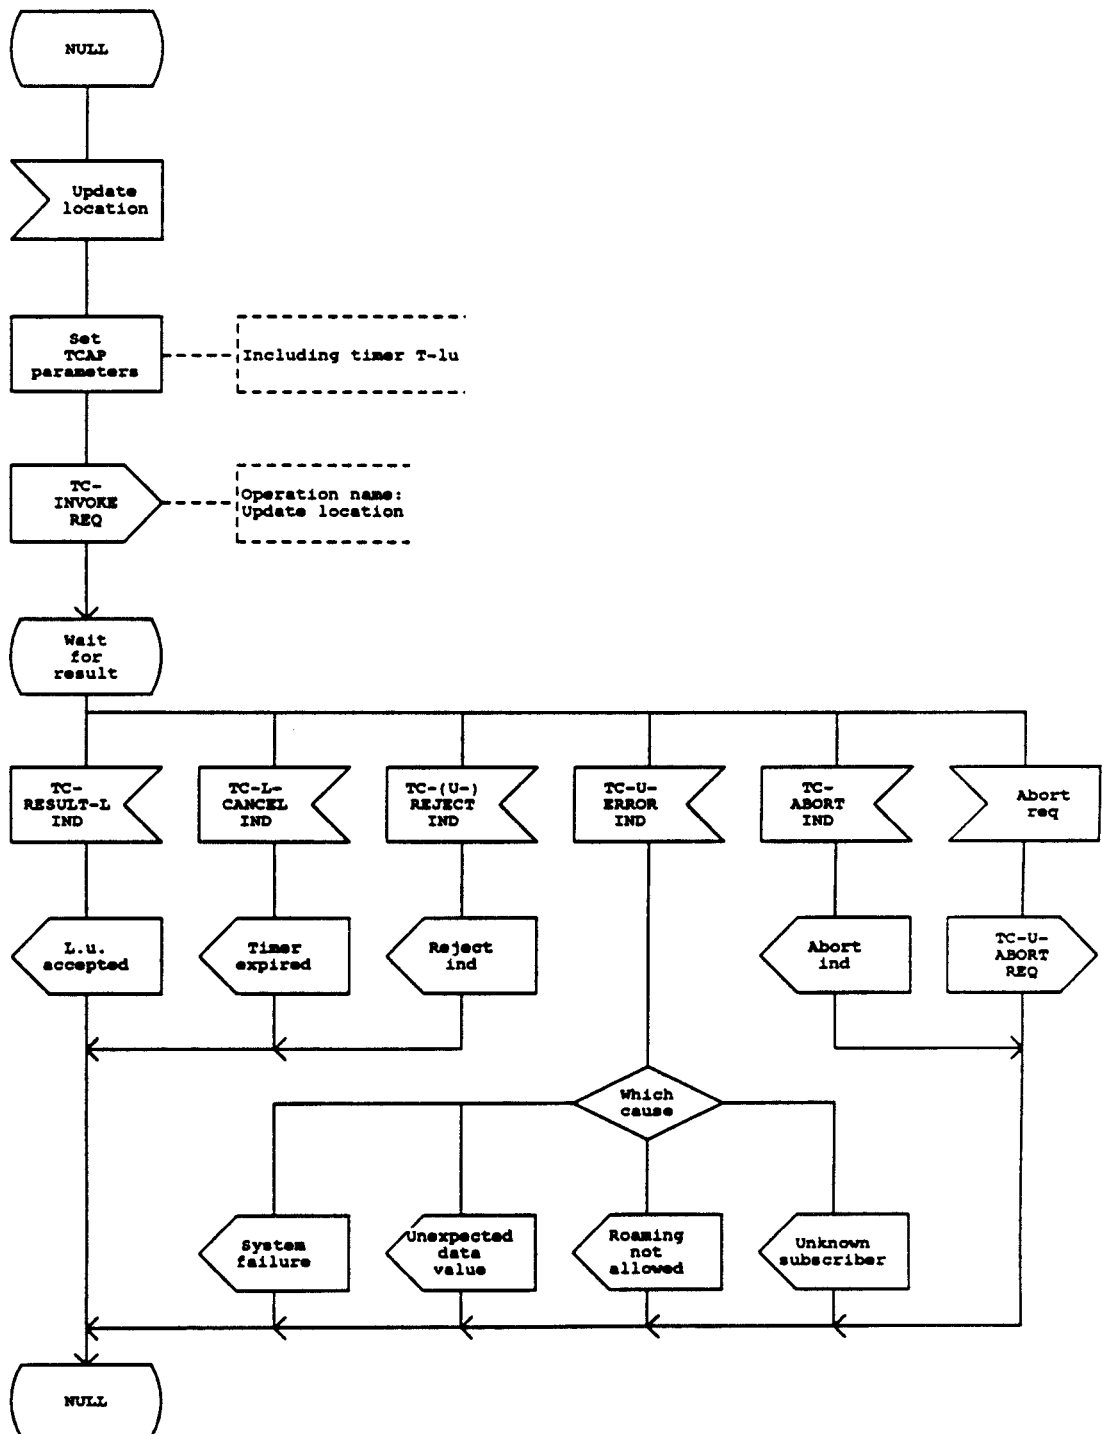 NULL
Update
location
Set
TCAP
parameters
Including timer T-lu
TC-
INVOKE
REQ
Operation name:
Update location
Wait
for
result
TC-
RESULT-L
IND
TC-L-
CANCEL
IND
TC-(U-)
REJECT
IND
TC-U-
ERROR
IND
TC-
ABORT
IND
Abort
req
L.u.
accepted
Timer
expired
Reject
ind
Abort
ind
TC-U-
ABORT
REQ
Which
cause
System
failure
Unexpected
data
value
Roaming
not
allowed
Unknown
subscriber
NULL